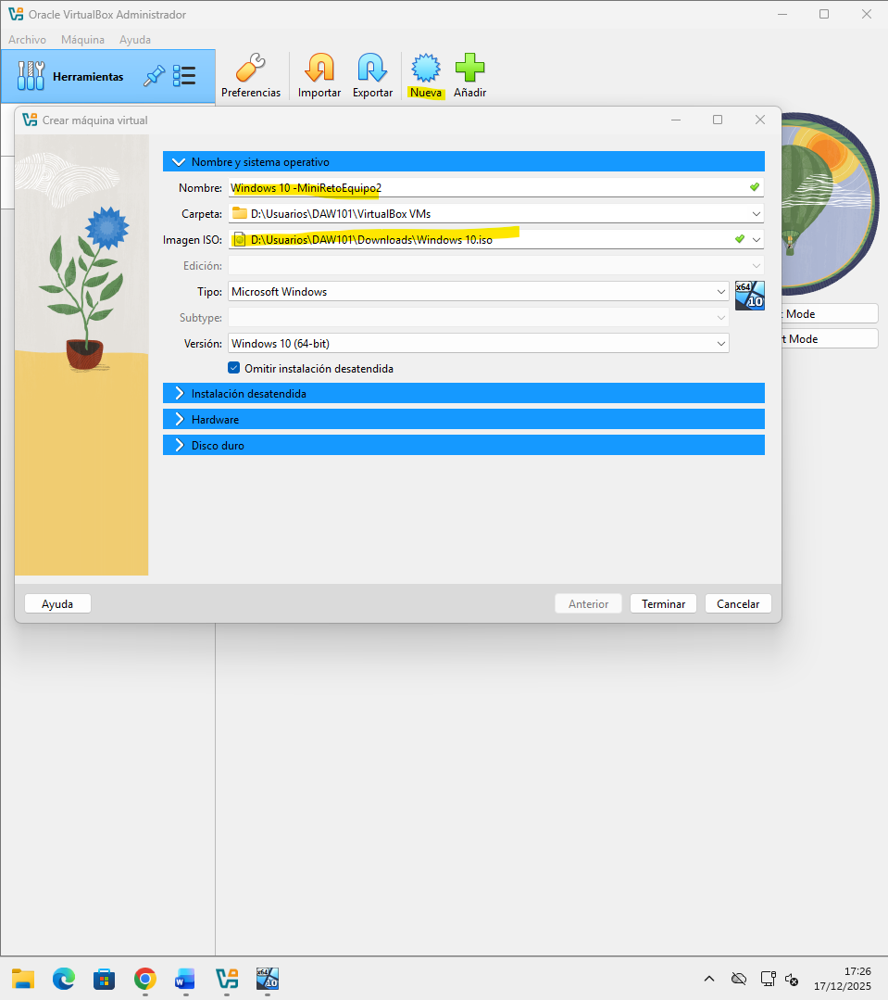 Oracle VirtualBox Administrador
Archivo Máquina Ayuda
Herramientas
Preferencias Importar Exportar Nueva Añadir
Crear máquina virtual
Nombre y sistema operativo
Nombre: Windows 10 -MiniRetoEquipo2
Carpeta: D:\Usuarios\DAW101\VirtualBox VMs
Imagen ISO: D:\Usuarios\DAW101\Downloads\Windows 10.iso
Edición:
Tipo: Microsoft Windows
x64
10
Subtype:
Mode
t Mode
Versión: Windows 10 (64-bit)
Omitir instalación desatendida
Instalación desatendida
Hardware
Disco duro
Ayuda Anterior Terminar Cancelar
W
x64
10
17:26
17/12/2025